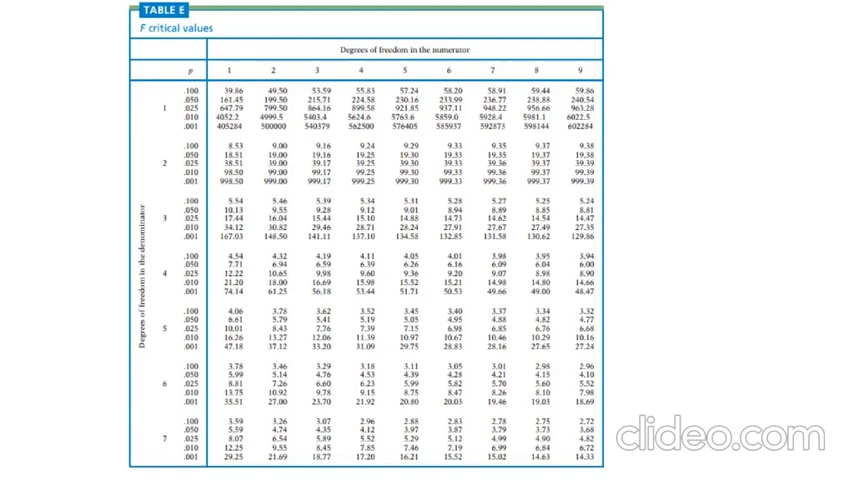 TABLE E
F critical values
Degrees of freedom in the numerator
p 1 2 3 4 5 6 7 8 9
Degrees of freedom in the denominator
.100 39.86 49.50 53.59 55.83 57.24 58.20 58.91 59.44 59.86
.050 161.45 199.50 215.71 224.58 230.16 233.99 236.77 238.88 240.54
1 .025 647.79 799.50 864.16 899.58 921.85 937.11 948.22 956.66 963.28
.010 4052.2 4999.5 5403.4 5624.6 5763.6 5859.0 5928.4 5981.1 6022.5
.001 405284 500000 540379 562500 576405 585937 592873 598144 602284
.100 8.53 9.00 9.16 9.24 9.29 9.33 9.35 9.37 9.38
.050 18.51 19.00 19.16 19.25 19.30 19.33 19.35 19.37 19.38
2 .025 38.51 39.00 39.17 39.25 39.30 39.33 39.36 39.37 39.39
.010 98.50 99.00 99.17 99.25 99.30 99.33 99.36 99.37 99.39
.001 998.50 999.00 999.17 999.25 999.30 999.33 999.36 999.37 999.39
.100 5.54 5.46 5.39 5.34 5.31 5.28 5.27 5.25 5.24
.050 10.13 9.55 9.28 9.12 9.01 8.94 8.89 8.85 8.81
3 .025 17.44 16.04 15.44 15.10 14.88 14.73 14.62 14.54 14.47
.010 34.12 30.82 29.46 28.71 28.24 27.91 27.67 27.49 27.35
.001 167.03 148.50 141.11 137.10 134.58 132.85 131.58 130.62 129.86
.100 4.54 4.32 4.19 4.11 4.05 4.01 3.98 3.95 3.94
.050 7.71 6.94 6.59 6.39 6.26 6.16 6.09 6.04 6.00
4 .025 12.22 10.65 9.98 9.60 9.36 9.20 9.07 8.98 8.90
.010 21.20 18.00 16.69 15.98 15.52 15.21 14.98 14.80 14.66
.001 74.14 61.25 56.18 53.44 51.71 50.53 49.66 49.00 48.47
.100 4.06 3.78 3.62 3.52 3.45 3.40 3.37 3.34 3.32
.050 6.61 5.79 5.41 5.19 5.05 4.95 4.88 4.82 4.77
5 .025 10.01 8.43 7.76 7.39 7.15 6.98 6.85 6.76 6.68
.010 16.26 13.27 12.06 11.39 10.97 10.67 10.46 10.29 10.16
.001 47.18 37.12 33.20 31.09 29.75 28.83 28.16 27.65 27.24
.100 3.78 3.46 3.29 3.18 3.11 3.05 3.01 2.98 2.96
.050 5.99 5.14 4.76 4.53 4.39 4.28 4.21 4.15 4.10
6 .025 8.81 7.26 6.60 6.23 5.99 5.82 5.70 5.60 5.52
.010 13.75 10.92 9.78 9.15 8.75 8.47 8.26 8.10 7.98
.001 35.51 27.00 23.70 21.92 20.80 20.03 19.46 19.03 18.69
.100 3.59 3.26 3.07 2.96 2.88 2.83 2.78 2.75 2.72
.050 5.59 4.74 4.35 4.12 3.97 3.87 3.79 3.73 3.68
7 .025 8.07 6.54 5.89 5.52 5.29 5.12 4.99 4.90 4.82
.010 12.25 9.55 8.45 7.85 7.46 7.19 6.99 6.84 6.72
.001 29.25 21.69 18.77 17.20 16.21 15.52 15.02 14.63 14.33
clideo.com